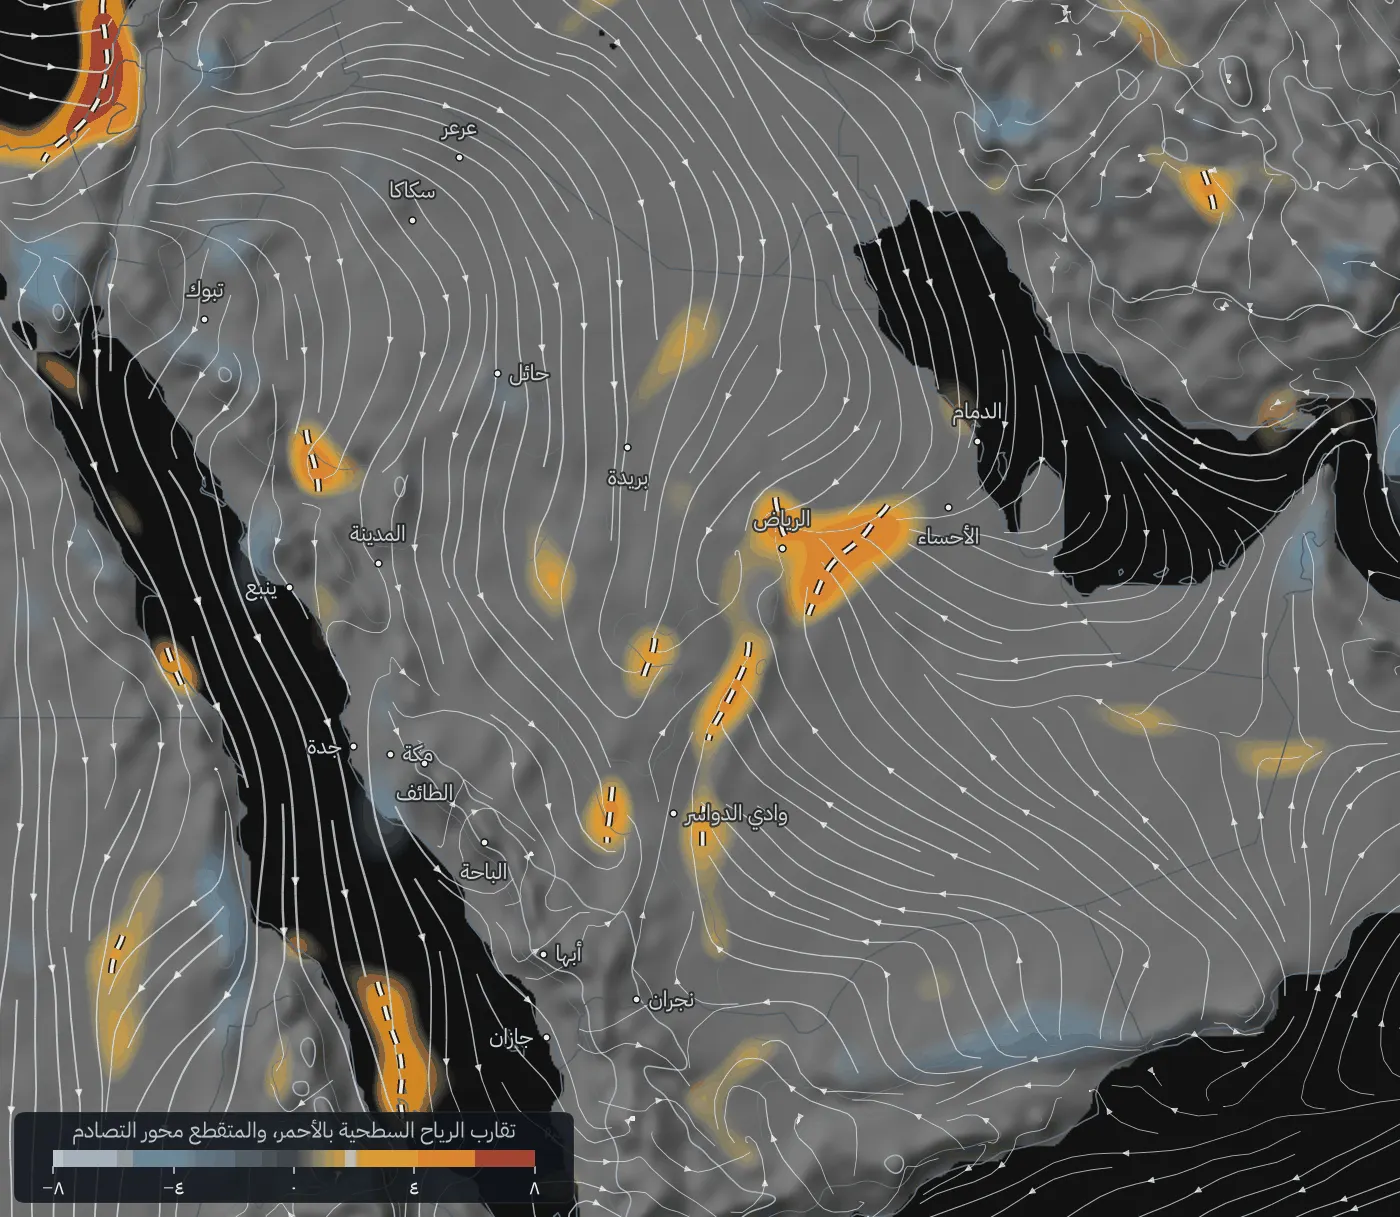 عرعر
سكاكا
تبوك
حائل
الدمام
بريدة
الرياض
الأحساء
المدينة
ينبع
جدة
مكة
الطائف
وادي الدواسر
الباحة
أبها
نجران
جازان
تقارب الرياح السطحية بالأحمر، والمتقطع محور التصادم
−٨ −٤ ٠ ٤ ٨